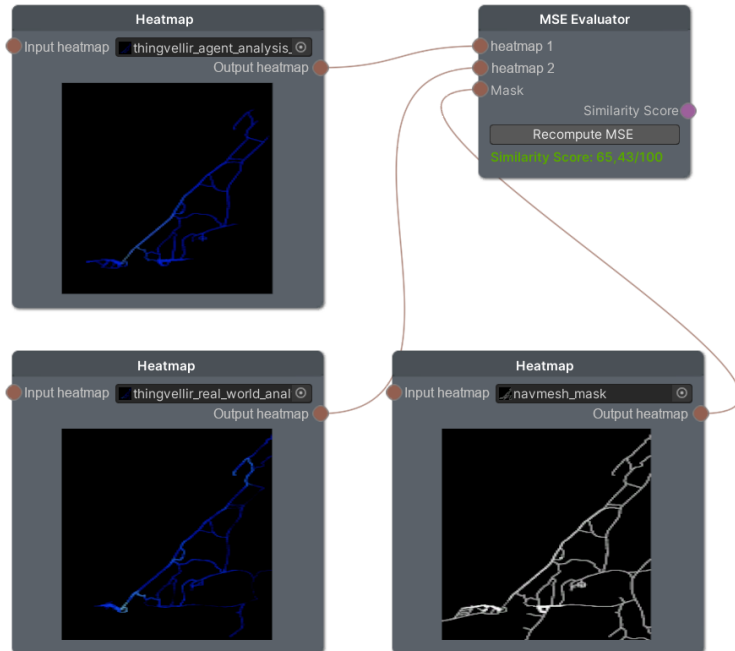 Heatmap
Input heatmap thingvellir_agent_analysis_
Output heatmap
MSE Evaluator
heatmap 1
heatmap 2
Mask
Similarity Score
Recompute MSE
Similarity Score: 65,43/100
Heatmap
Input heatmap thingvellir_real_world_anal
Output heatmap
Heatmap
Input heatmap navmesh_mask
Output heatmap